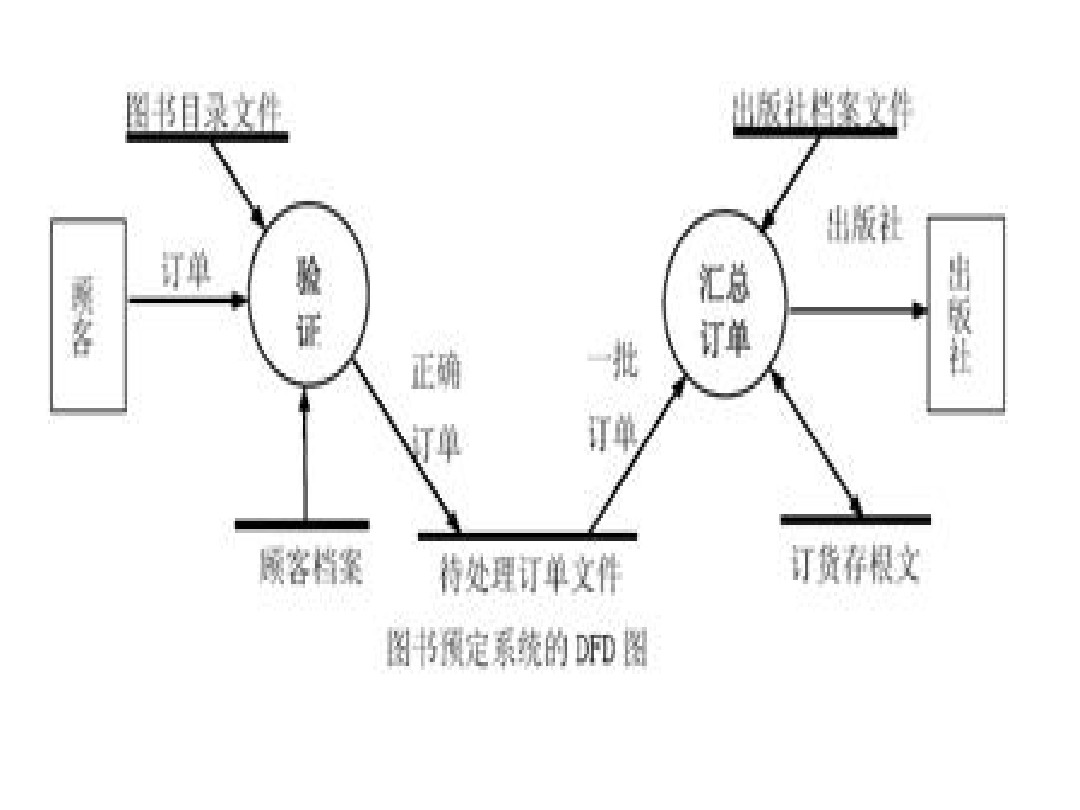 图书目录文件
出版社档案文件
顾客
订单
验
证
正确
订单
一批
订单
汇总
订单
出版社
出
版
社
顾客档案
待处理订单文件
订货存根文
图书预定系统的 DFD 图